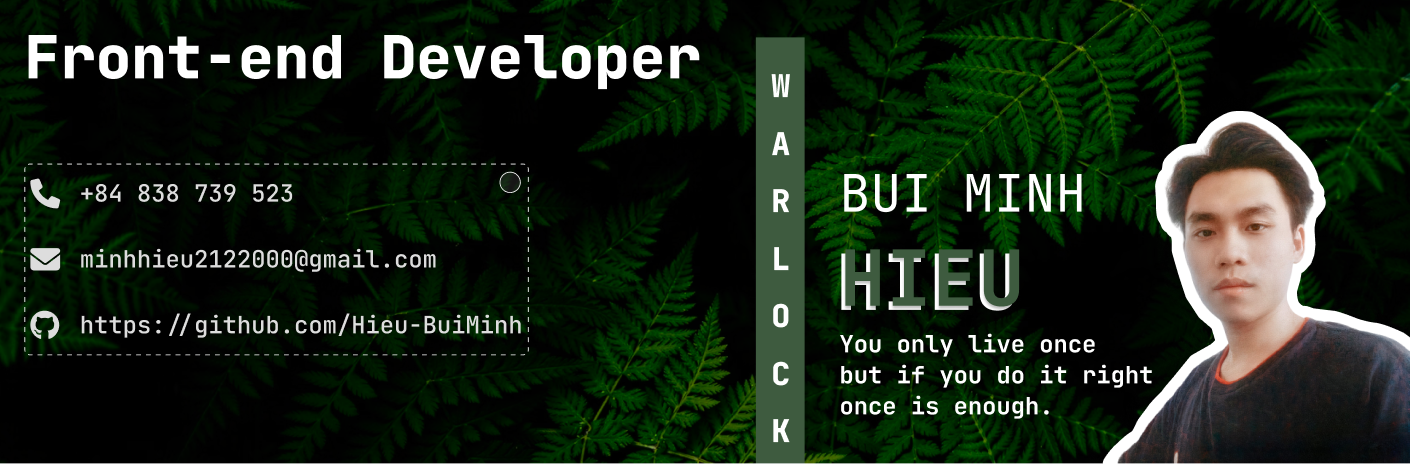 Front-end Developer
+84 838 739 523
minhhieu2122000@gmail.com
https://github.com/Hieu-BuiMinh
WARLOCK
BUI MINH
HIEU
You only live once
but if you do it right
once is enough.